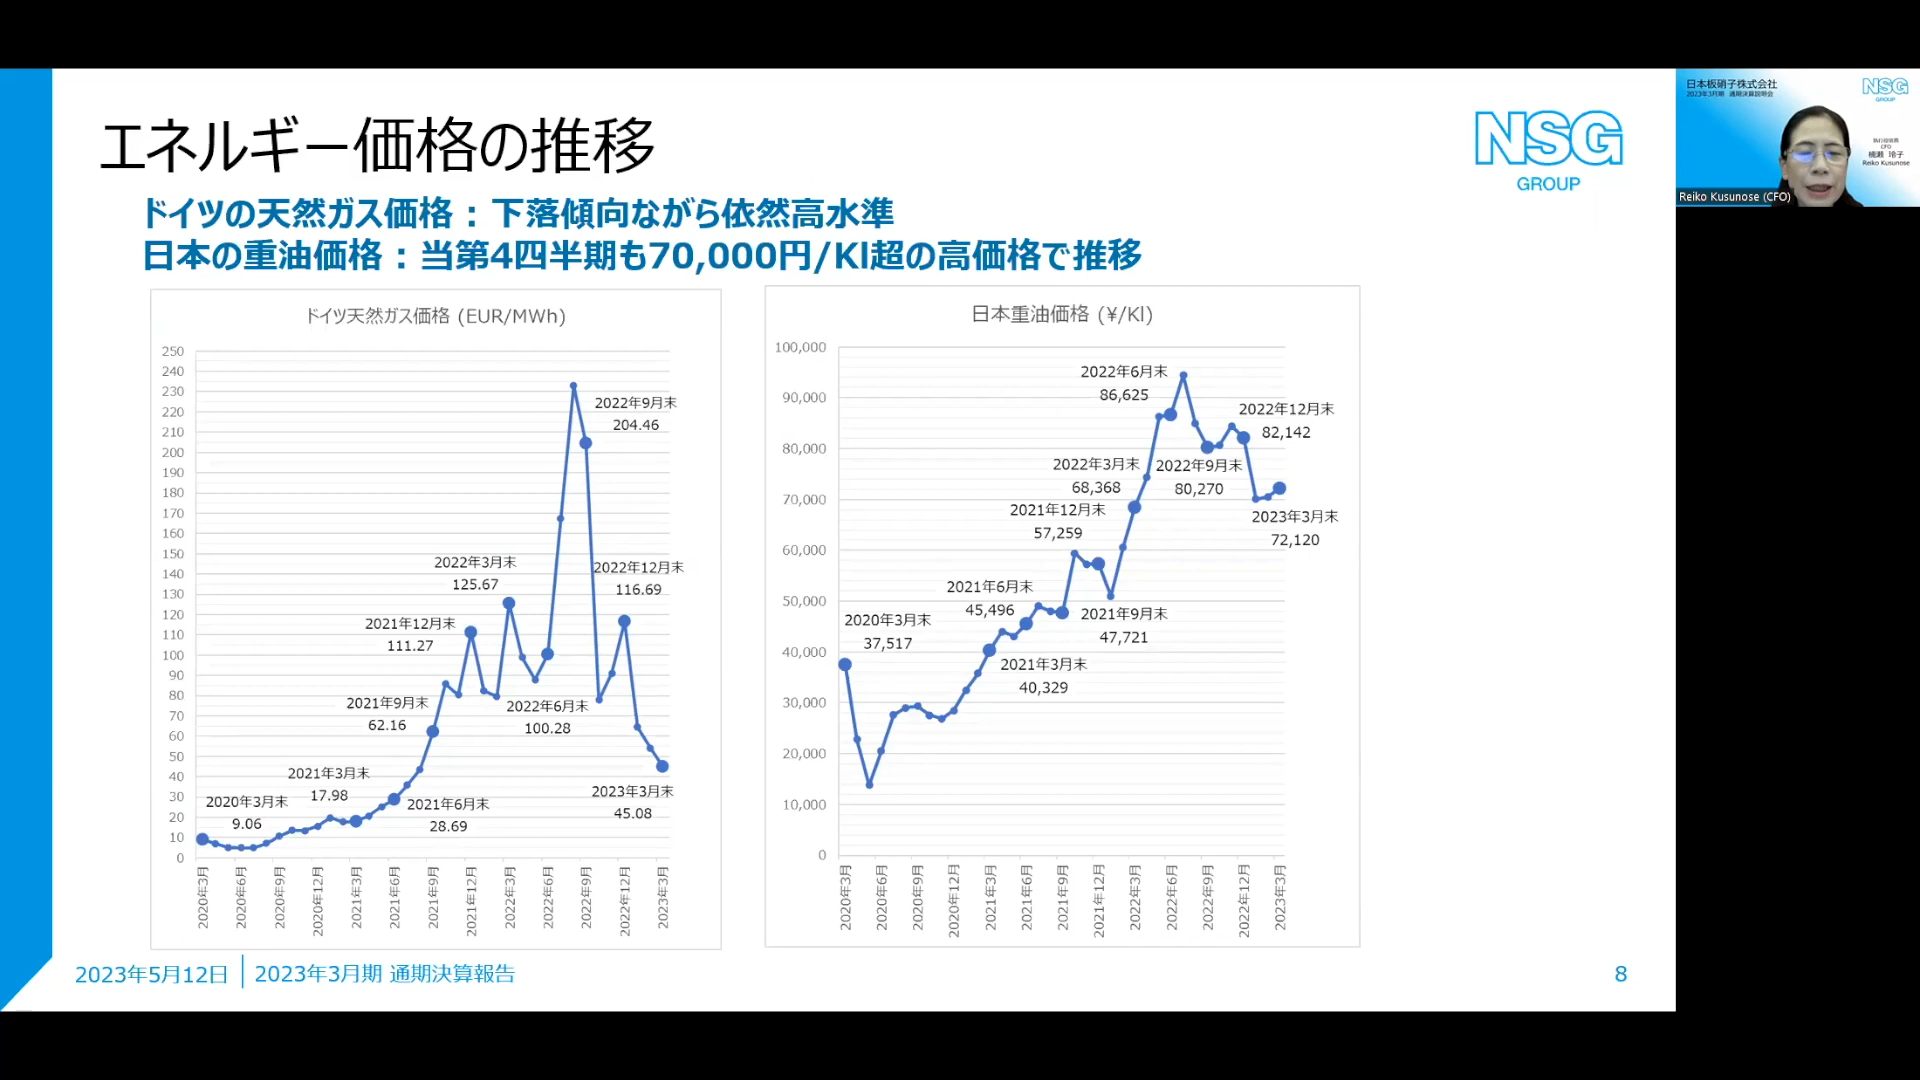 エネルギー価格の推移
NSG
GROUP
ドイツの天然ガス価格：下落傾向ながら依然高水準
日本の重油価格：当第4四半期も70,000円/Kl超の高価格で推移
ドイツ天然ガス価格 (EUR/MWh)
250
240
230
220
210
200
190
180
170
160
150
140
130
120
110
100
90
80
70
60
50
40
30
20
10
0
2020年3月末
9.06
2021年3月末
17.98
2021年6月末
28.69
2021年9月末
62.16
2021年12月末
111.27
2022年3月末
125.67
2022年6月末
100.28
2022年9月末
204.46
2022年12月末
116.69
2023年3月末
45.08
2020年3月
2020年6月
2020年9月
2020年12月
2021年3月
2021年6月
2021年9月
2021年12月
2022年3月
2022年6月
2022年9月
2022年12月
2023年3月
日本重油価格 (¥/Kl)
100,000
90,000
80,000
70,000
60,000
50,000
40,000
30,000
20,000
10,000
0
2020年3月末
37,517
2021年3月末
40,329
2021年6月末
45,496
2021年9月末
47,721
2021年12月末
57,259
2022年3月末
68,368
2022年6月末
86,625
2022年9月末
80,270
2022年12月末
82,142
2023年3月末
72,120
2020年3月
2020年6月
2020年9月
2020年12月
2021年3月
2021年6月
2021年9月
2021年12月
2022年3月
2022年6月
2022年9月
2022年12月
2023年3月
2023年5月12日
2023年3月期 通期決算報告
8
日本板硝子株式会社
2023年3月期 通期決算説明会
NSG
GROUP
CFO
楠瀬 玲子
Reiko Kusunose
Reiko Kusunose (CFO)